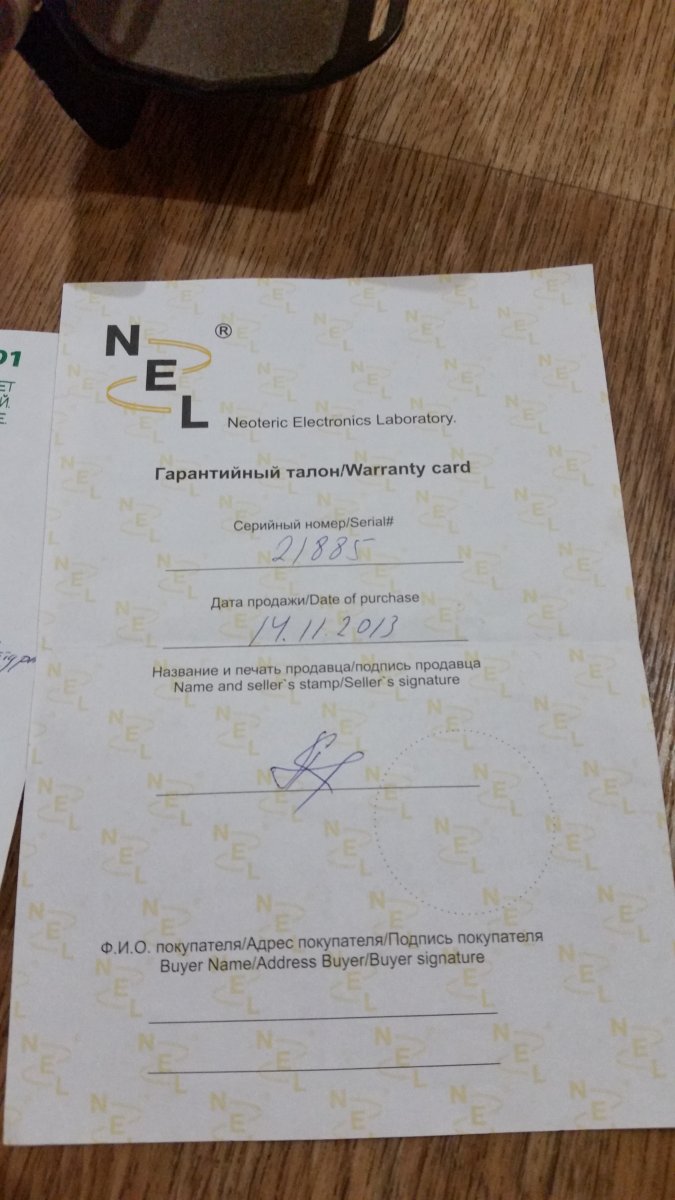 N
®
E
L
Neoteric Electronics Laboratory.
Гарантийный талон/Warranty card
Серийный номер/Serial#
21885
Дата продажи/Date of purchase
14.11.2013
Название и печать продавца/подпись продавца
Name and seller`s stamp/Seller`s signature
Ф.И.О. покупателя/Адрес покупателя/Подпись покупателя
Buyer Name/Address Buyer/Buyer signature